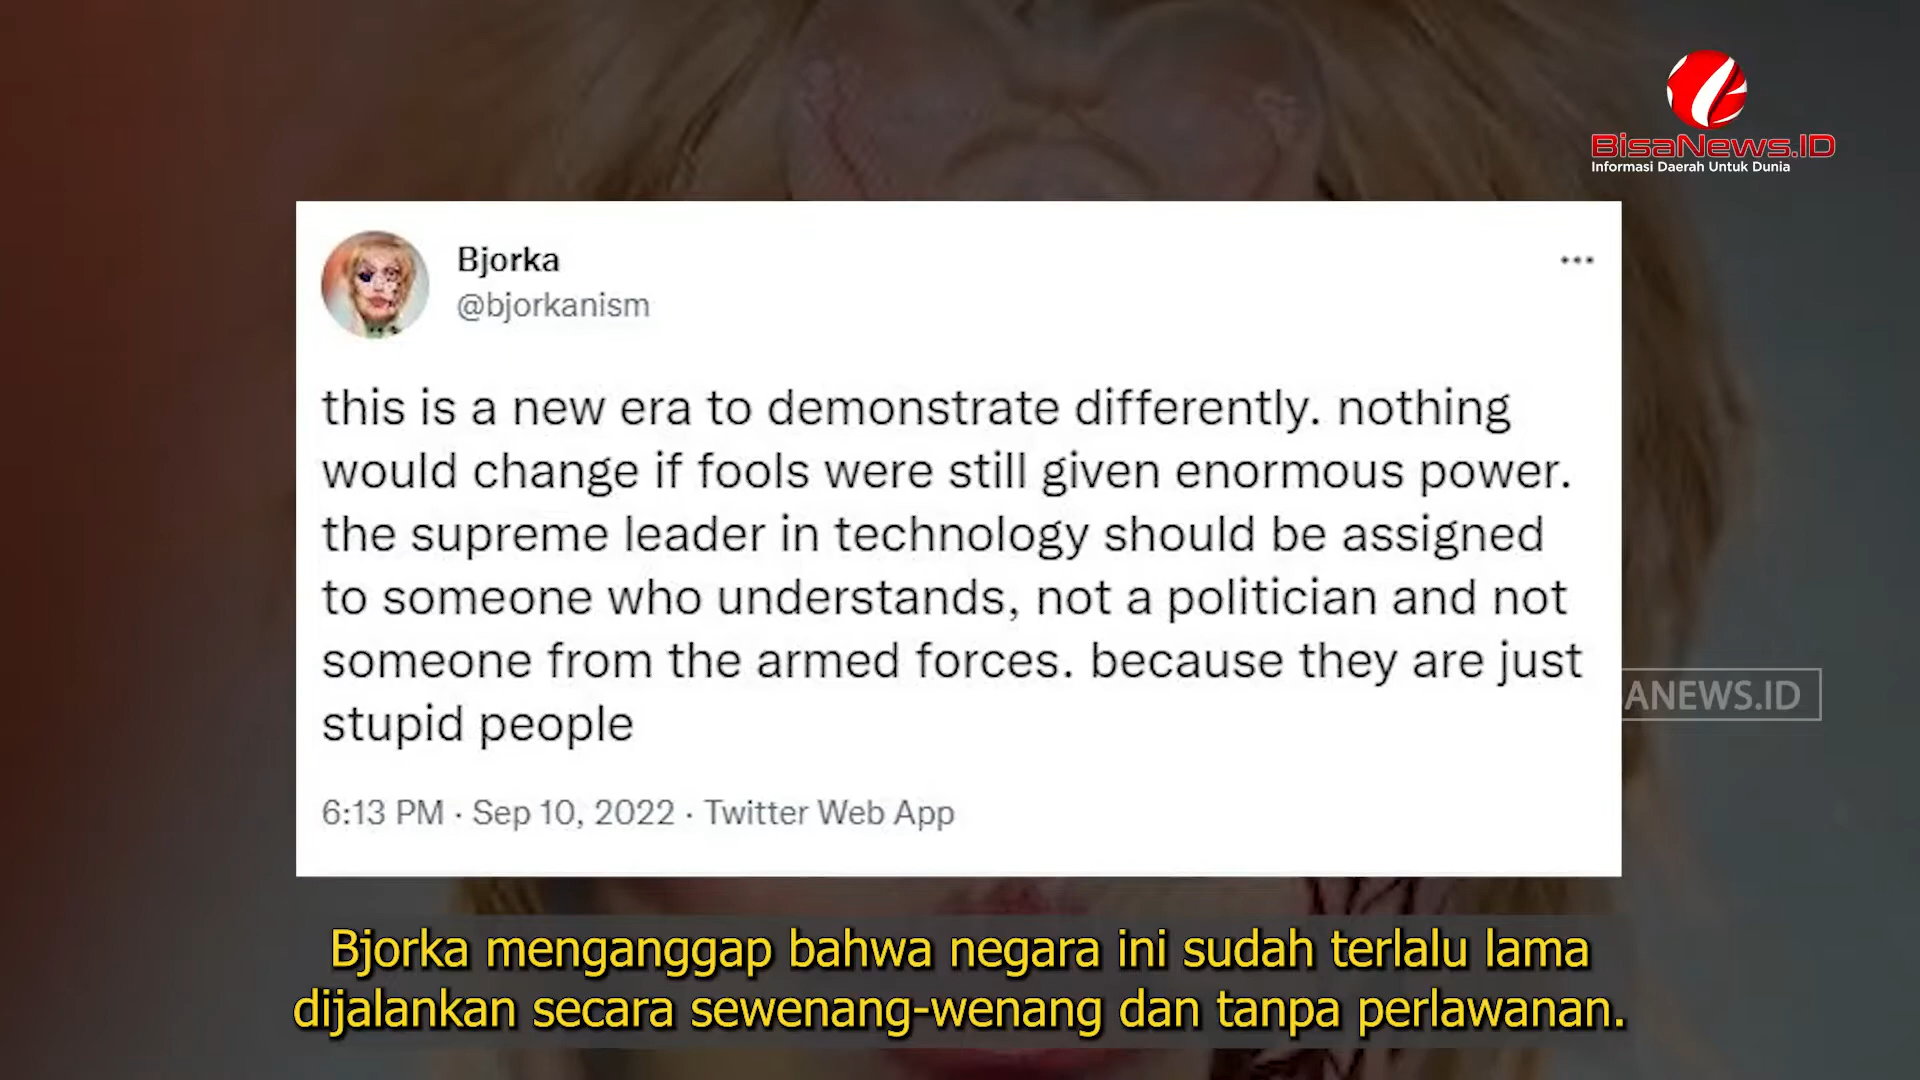 BisaNews.ID
Informasi Daerah Untuk Dunia
Bjorka
@bjorkanism
this is a new era to demonstrate differently. nothing
would change if fools were still given enormous power.
the supreme leader in technology should be assigned
to someone who understands, not a politician and not
someone from the armed forces. because they are just
stupid people
ANEWS.ID
6:13 PM · Sep 10, 2022 · Twitter Web App
Bjorka menganggap bahwa negara ini sudah terlalu lama
dijalankan secara sewenang-wenang dan tanpa perlawanan.